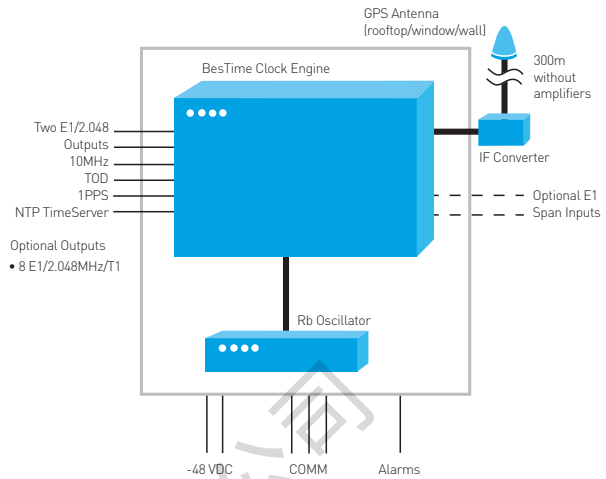 GPS Antenna
(rooftop/window/wall)
300m
without
amplifiers
BesTime Clock Engine
IF Converter
Two E1/2.048
Outputs
10MHz
TOD
1PPS
NTP TimeServer
Optional E1
Span Inputs
Optional Outputs
• 8 E1/2.048MHz/T1
Rb Oscillator
-48 VDC
COMM
Alarms
公司